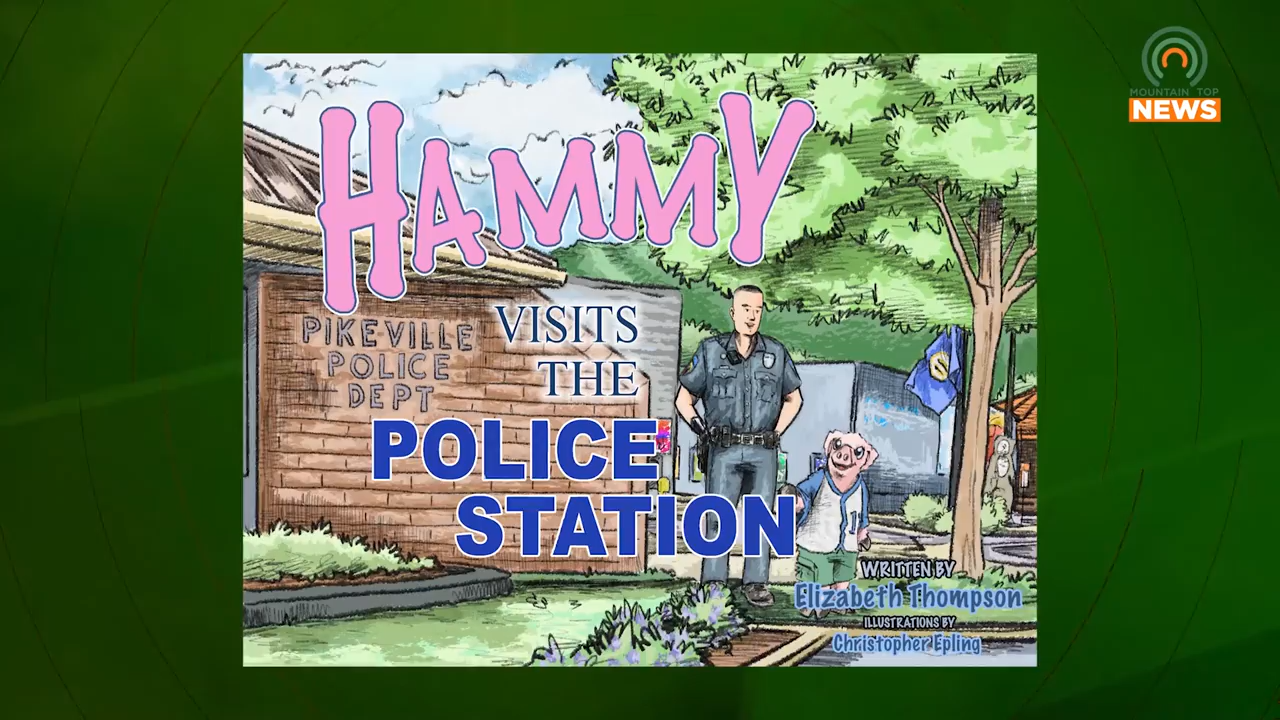 MOUNTAIN TOP
NEWS
HAMMY
VISITS
THE
POLICE
STATION
PIKEVILLE
POLICE
DEPT
1
WRITTEN BY
Elizabeth Thompson
ILLUSTRATIONS BY
Christopher Epling